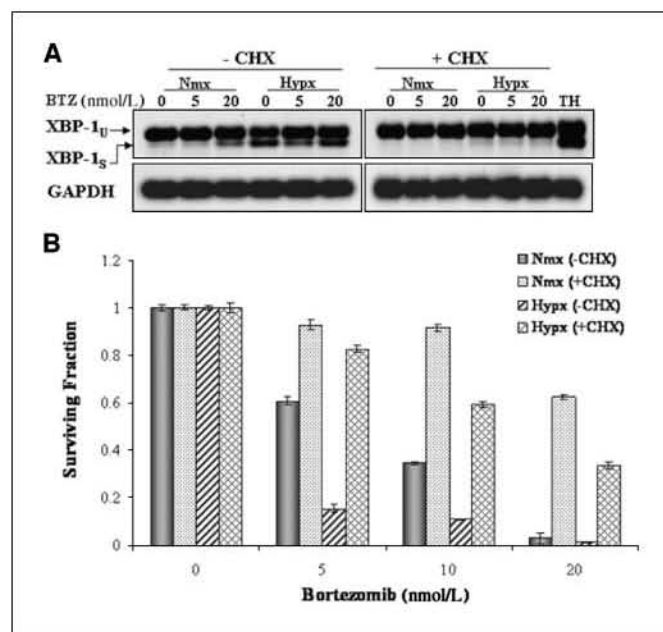 A
- CHX + CHX
Nmx Hypx Nmx Hypx
BTZ (nmol/L) 0 5 20 0 5 20 0 5 20 0 5 20 TH
XBP-1U
XBP-1S
GAPDH
B
1.2
1
0.8
0.6
0.4
0.2
0
Surviving Fraction
Nmx (-CHX)
Nmx (+CHX)
Hypx (-CHX)
Hypx (+CHX)
0 5 10 20
Bortezomib (nmol/L)